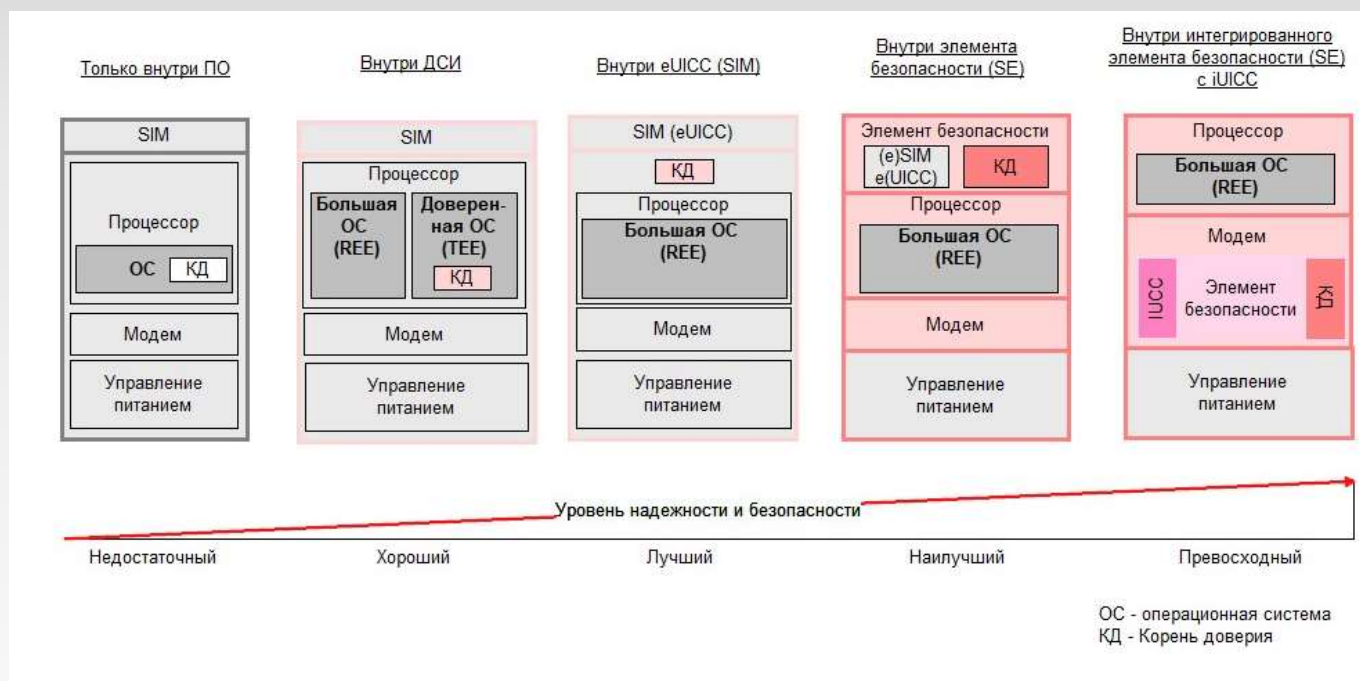 Только внутри ПО
Внутри ДСИ
Внутри eUICC (SIM)
Внутри элемента
безопасности (SE)
Внутри интегрированного
элемента безопасности (SE)
с iUICC
SIM
Процессор
ОС
КД
Модем
Управление
питанием
SIM
Процессор
Большая
ОС
(REE)
Доверен-
ная ОС
(TEE)
КД
Модем
Управление
питанием
SIM (eUICC)
КД
Процессор
Большая ОС
(REE)
Модем
Управление
питанием
Элемент безопасности
(e)SIM
e(UICC)
КД
Процессор
Большая ОС
(REE)
Модем
Управление
питанием
Процессор
Большая ОС
(REE)
Модем
IUCC
Элемент
безопасности
КД
Управление
питанием
Уровень надежности и безопасности
Недостаточный
Хороший
Лучший
Наилучший
Превосходный
ОС - операционная система
КД - Корень доверия